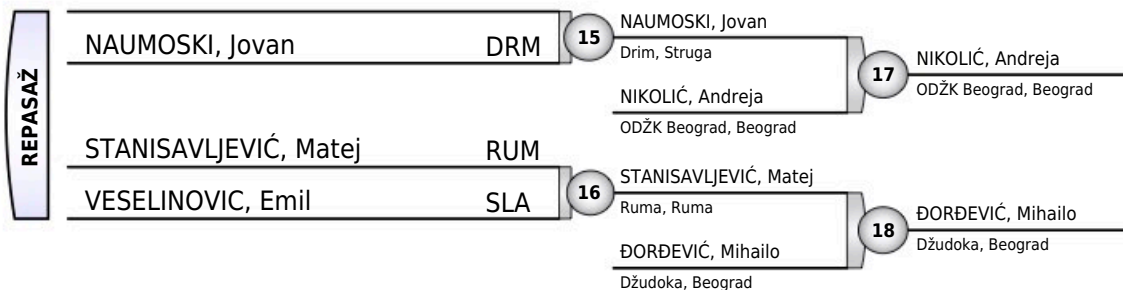 REPASAŽ
NAUMOSKI, Jovan DRM
15
NAUMOSKI, Jovan
Drim, Struga
NIKOLIĆ, Andreja
ODŽK Beograd, Beograd
17
NIKOLIĆ, Andreja
ODŽK Beograd, Beograd
STANISAVLJEVIĆ, Matej RUM
VESELINOVIC, Emil SLA
16
STANISAVLJEVIĆ, Matej
Ruma, Ruma
ĐORĐEVIĆ, Mihailo
Džudoka, Beograd
18
ĐORĐEVIĆ, Mihailo
Džudoka, Beograd